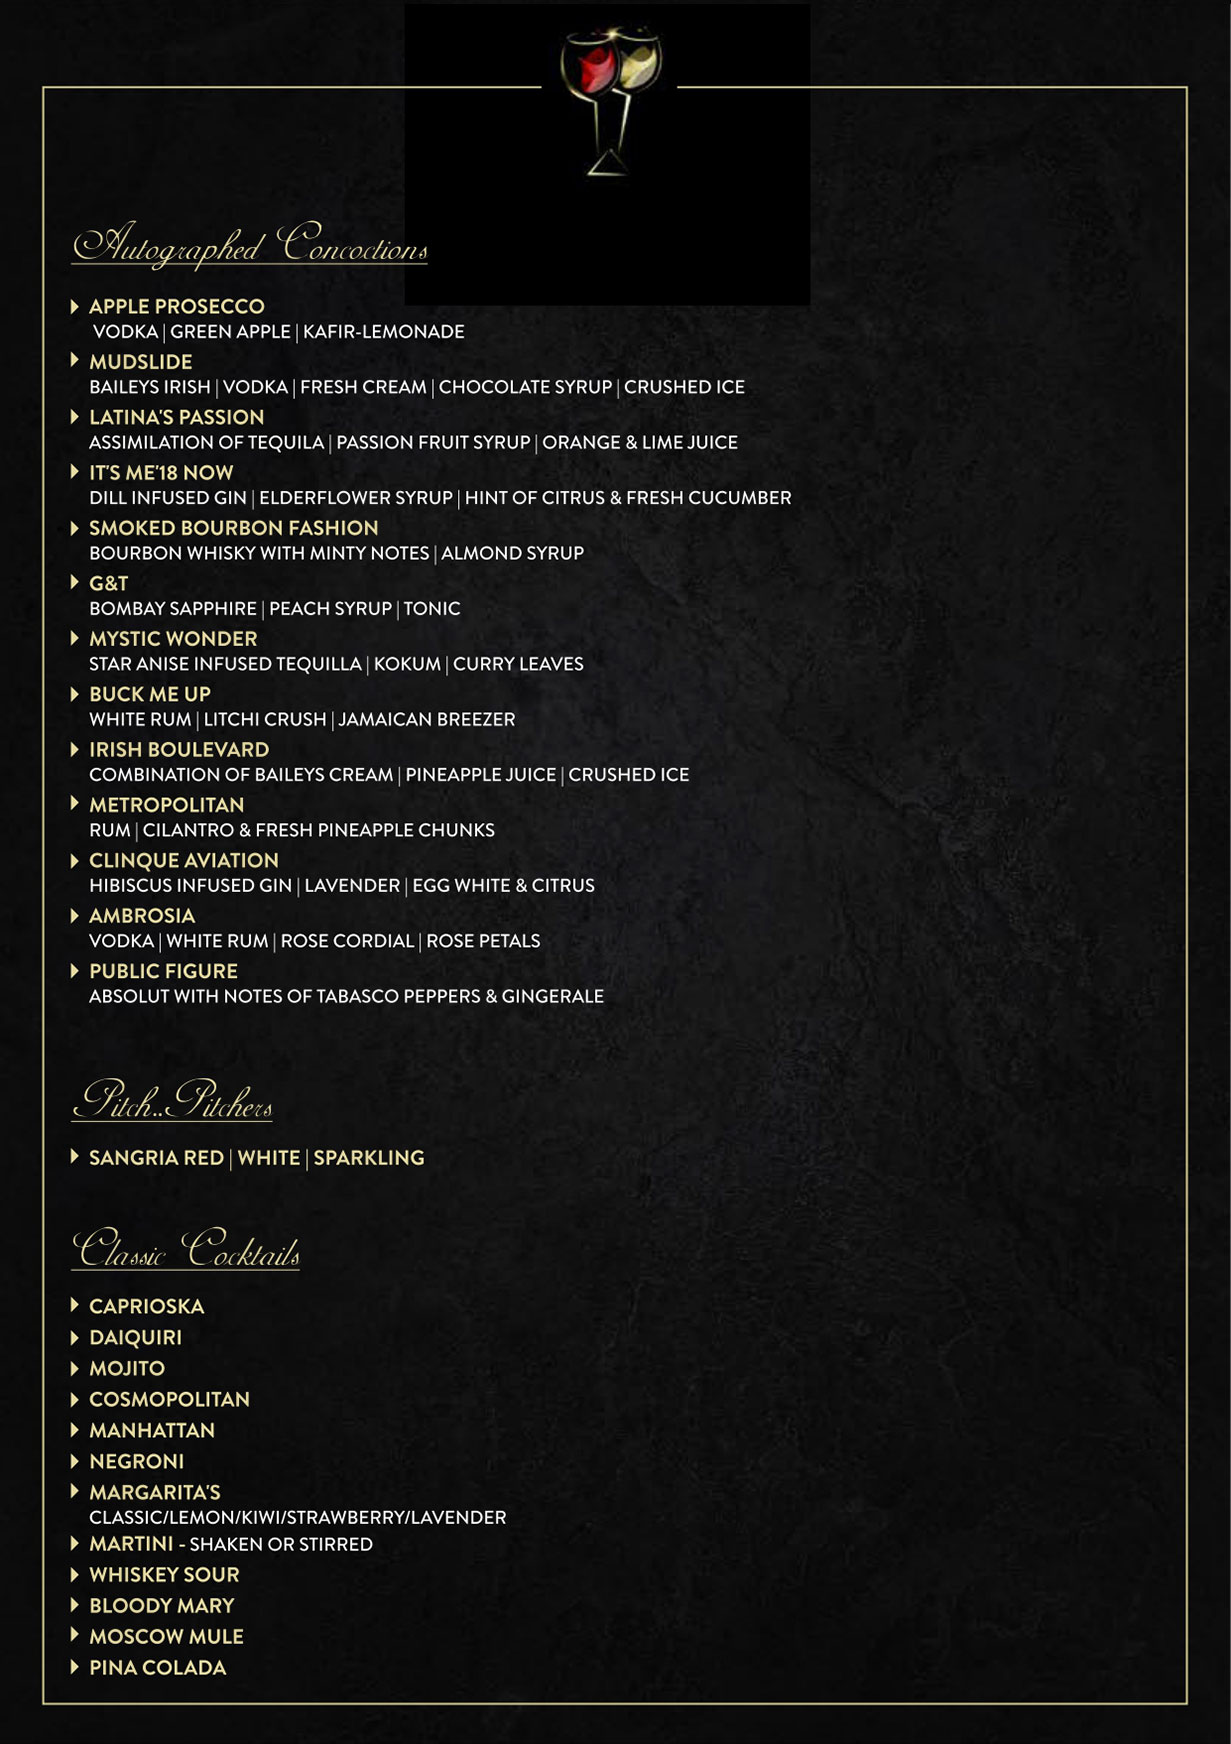 Autographed Concoctions
APPLE PROSECCO
VODKA | GREEN APPLE | KAFIR-LEMONADE
MUDSLIDE
BAILEYS IRISH | VODKA | FRESH CREAM | CHOCOLATE SYRUP | CRUSHED ICE
LATINA'S PASSION
ASSIMILATION OF TEQUILA | PASSION FRUIT SYRUP | ORANGE & LIME JUICE
IT'S ME'18 NOW
DILL INFUSED GIN | ELDERFLOWER SYRUP | HINT OF CITRUS & FRESH CUCUMBER
SMOKED BOURBON FASHION
BOURBON WHISKY WITH MINTY NOTES | ALMOND SYRUP
G&T
BOMBAY SAPPHIRE | PEACH SYRUP | TONIC
MYSTIC WONDER
STAR ANISE INFUSED TEQUILLA | KOKUM | CURRY LEAVES
BUCK ME UP
WHITE RUM | LITCHI CRUSH | JAMAICAN BREEZER
IRISH BOULEVARD
COMBINATION OF BAILEYS CREAM | PINEAPPLE JUICE | CRUSHED ICE
METROPOLITAN
RUM | CILANTRO & FRESH PINEAPPLE CHUNKS
CLINQUE AVIATION
HIBISCUS INFUSED GIN | LAVENDER | EGG WHITE & CITRUS
AMBROSIA
VODKA | WHITE RUM | ROSE CORDIAL | ROSE PETALS
PUBLIC FIGURE
ABSOLUT WITH NOTES OF TABASCO PEPPERS & GINGERALE
Pitch..Pitchers
SANGRIA RED | WHITE | SPARKLING
Classic Cocktails
CAPRIOSKA
DAIQUIRI
MOJITO
COSMOPOLITAN
MANHATTAN
NEGRONI
MARGARITA'S
CLASSIC/LEMON/KIWI/STRAWBERRY/LAVENDER
MARTINI - SHAKEN OR STIRRED
WHISKEY SOUR
BLOODY MARY
MOSCOW MULE
PINA COLADA